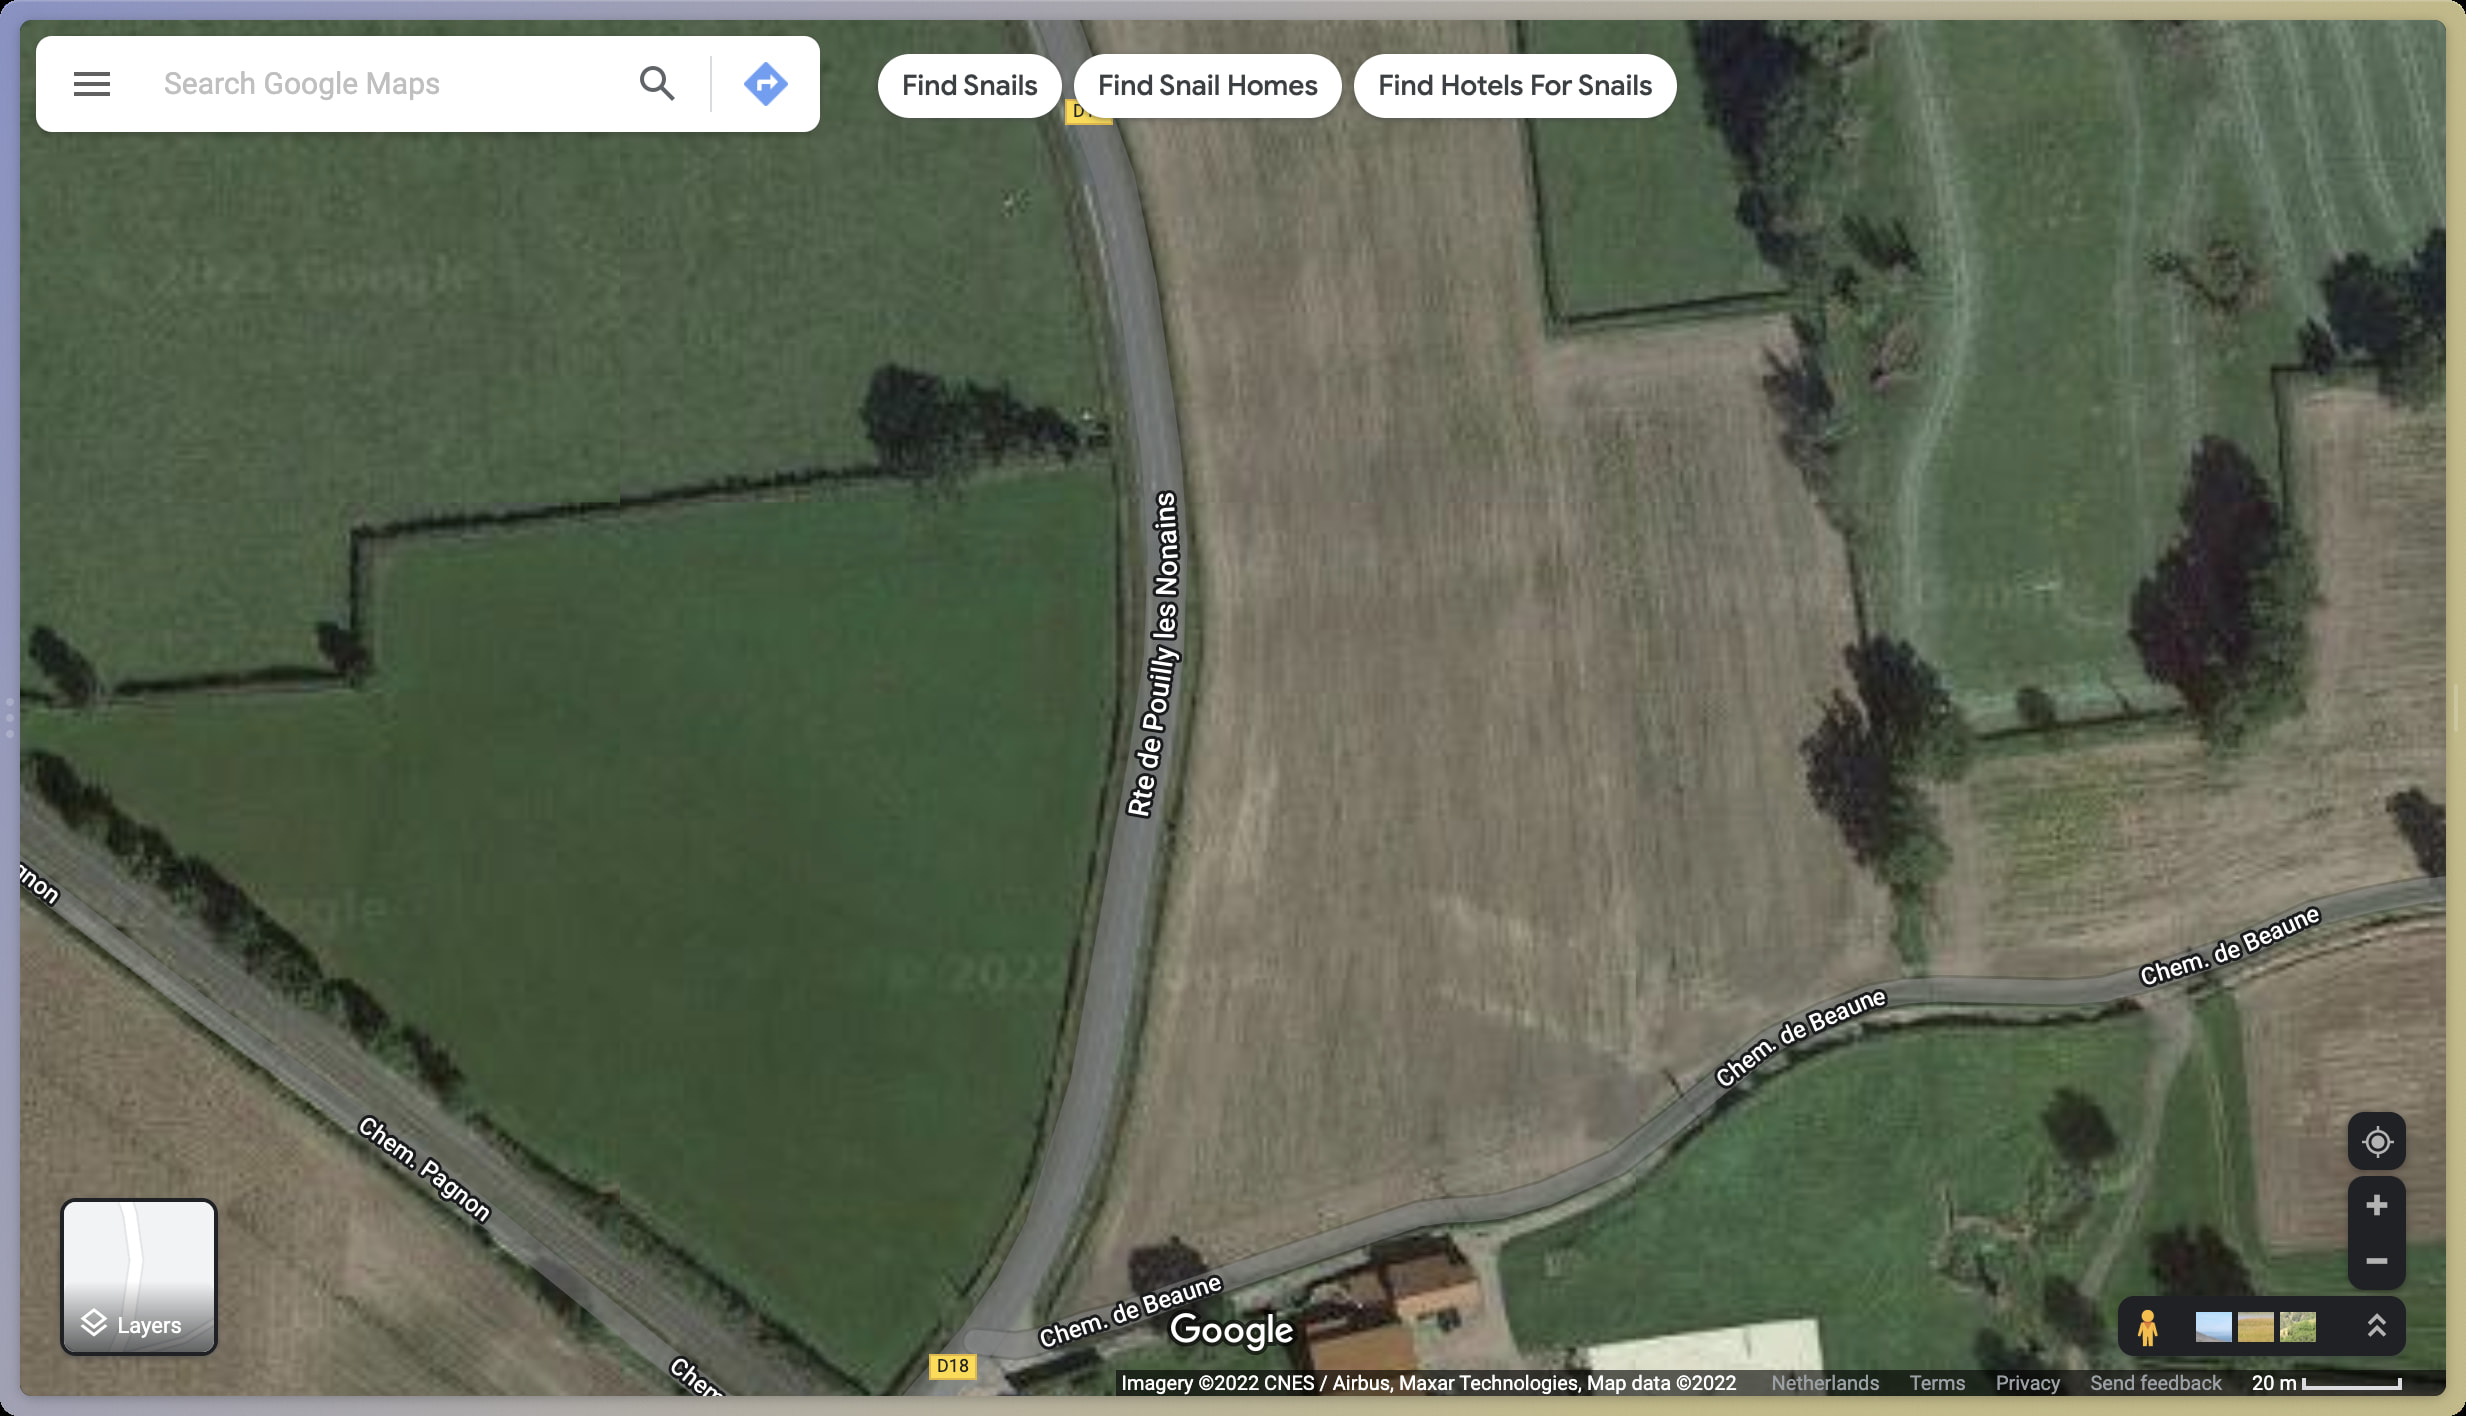 Search Google Maps
Find Snails
Find Snail Homes
Find Hotels For Snails
2022 Google
Rte de Pouilly les Nonains
Chem. de Beaune
Chem. de Beaune
Chem. Pagnon
Chem. de Beaune
Layers
Google
D18
Imagery ©2022 CNES / Airbus, Maxar Technologies, Map data ©2022 Netherlands Terms Privacy Send feedback 20 m